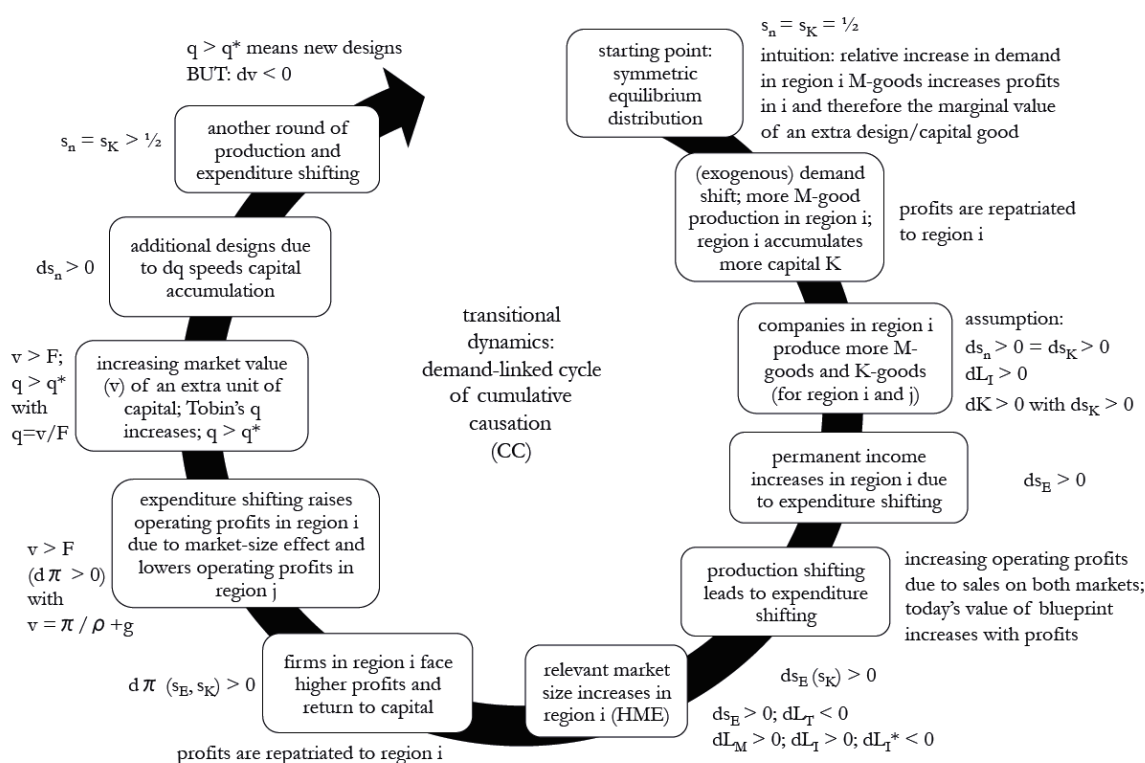 starting point:
symmetric
equilibrium
distribution
sₙ = s_K = ½
intuition: relative increase in demand
in region i M-goods increases profits
in i and therefore the marginal value
of an extra design/capital good
(exogenous) demand
shift; more M-good
production in region i;
region i accumulates
more capital K
profits are repatriated
to region i
companies in region i
produce more M-
goods and K-goods
(for region i and j)
assumption:
dsₙ > 0 = ds_K > 0
dL_I > 0
dK > 0 with ds_K > 0
permanent income
increases in region i due
to expenditure shifting
ds_E > 0
production shifting
leads to expenditure
shifting
increasing operating profits
due to sales on both markets;
today's value of blueprint
increases with profits
ds_E (s_K) > 0
relevant market
size increases in
region i (HME)
ds_E > 0; dL_T < 0
dL_M > 0; dL_I > 0; dL_I* < 0
firms in region i face
higher profits and
return to capital
dπ (s_E, s_K) > 0
profits are repatriated to region i
expenditure shifting raises
operating profits in region i
due to market-size effect and
lowers operating profits in
region j
v > F
(dπ > 0)
with
v = π / ρ +g
increasing market value
(v) of an extra unit of
capital; Tobin's q
increases; q > q*
v > F;
q > q*
with
q=v/F
additional designs due
to dq speeds capital
accumulation
dsₙ > 0
another round of
production and
expenditure shifting
sₙ = s_K > ½
q > q* means new designs
BUT: dv < 0
transitional
dynamics:
demand-linked cycle
of cumulative
causation
(CC)